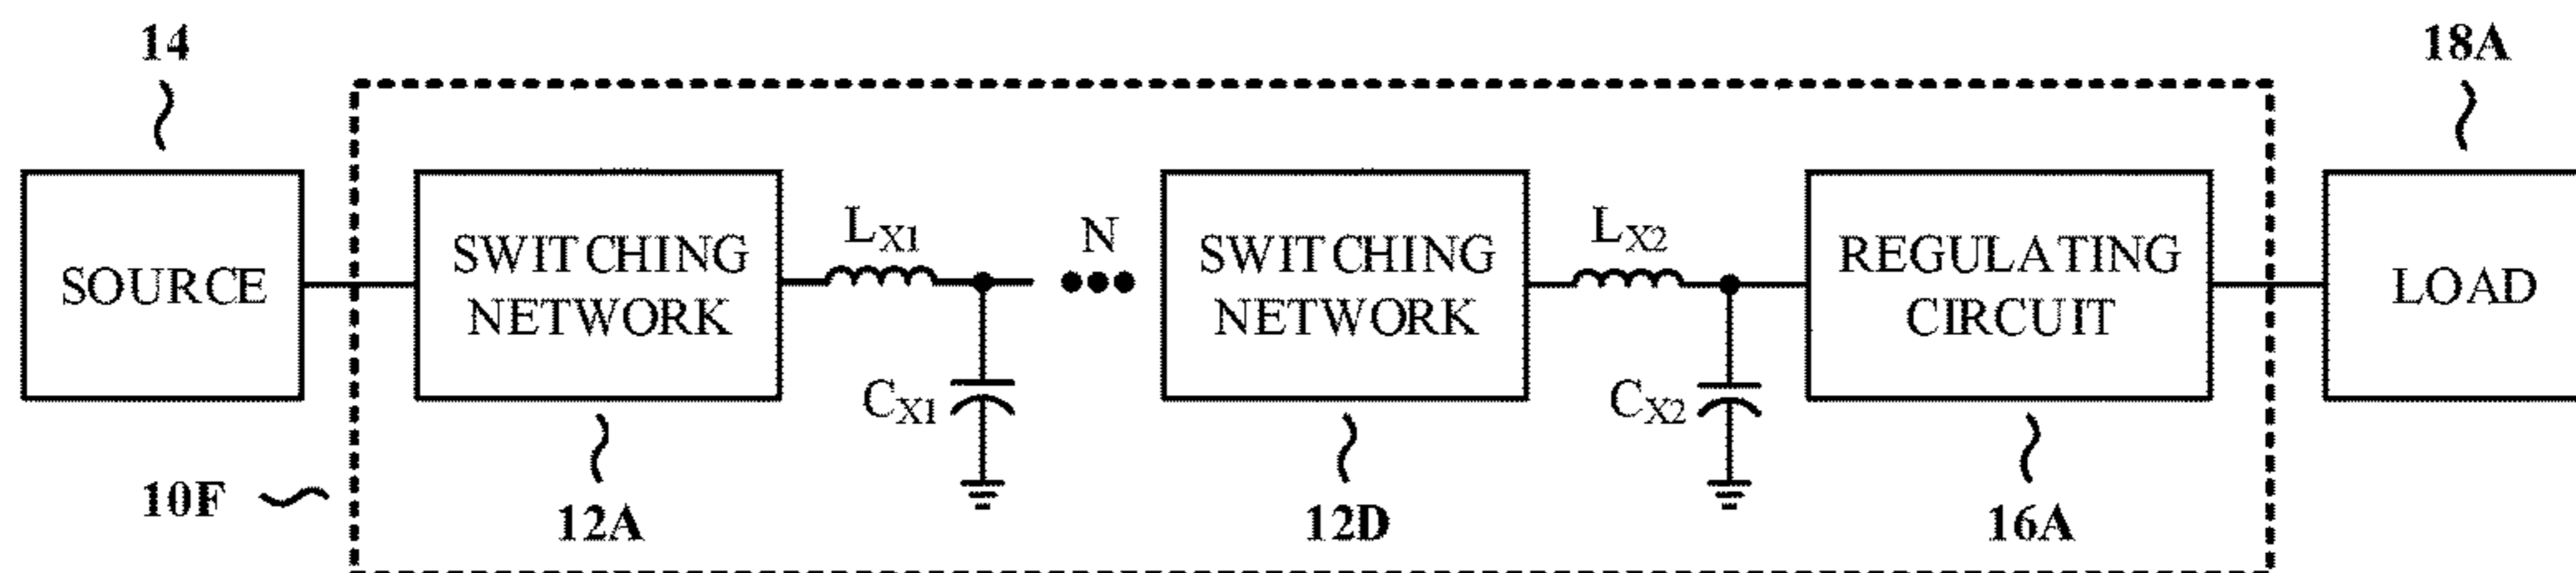 14
18A
SOURCE
SWITCHING
NETWORK
LX1
CX1
N
SWITCHING
NETWORK
LX2
CX2
REGULATING
CIRCUIT
LOAD
10F
12A
12D
16A